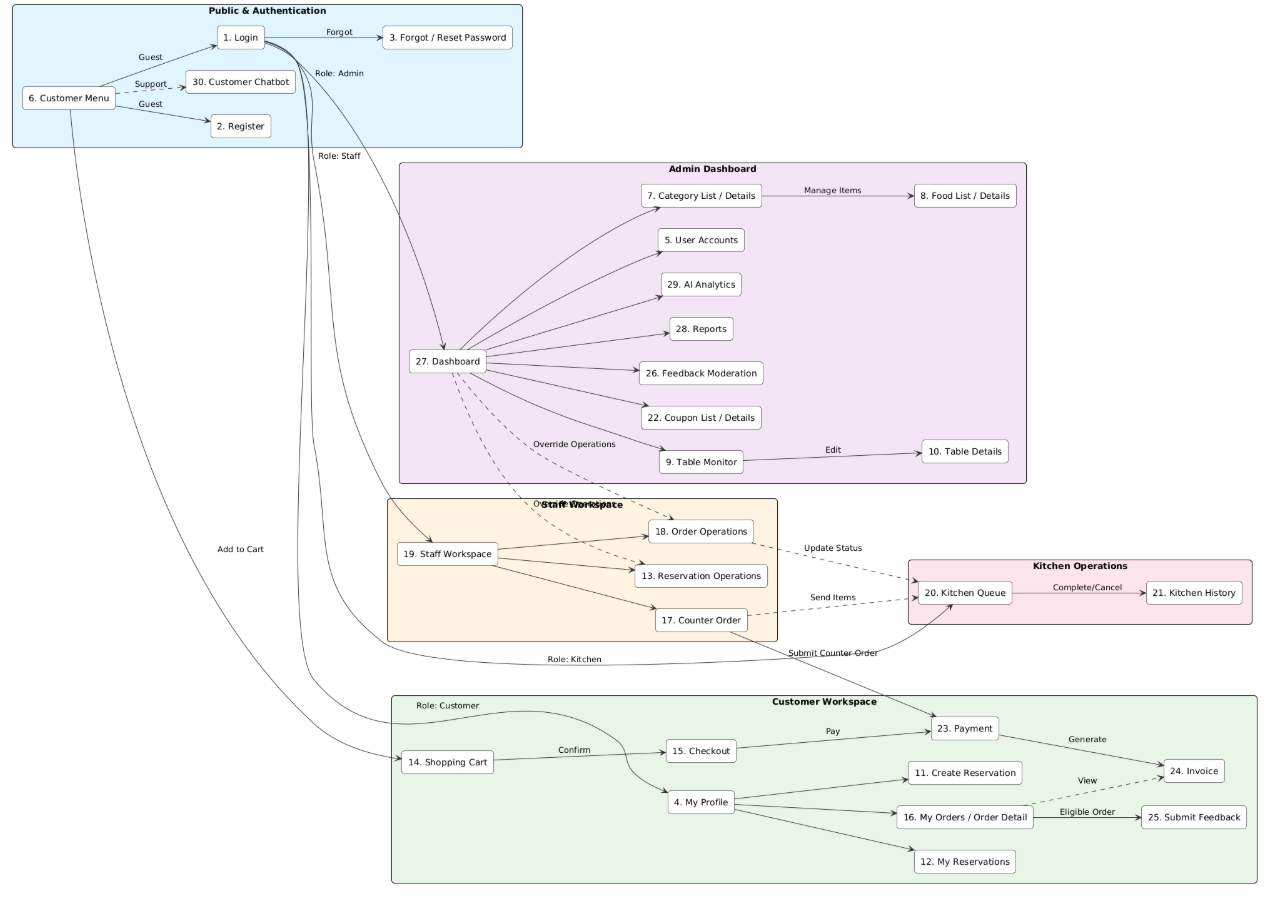 Public & Authentication
1. Login
Forgot
3. Forgot / Reset Password
Guest
Role: Admin
30. Customer Chatbot
Support
6. Customer Menu
Guest
2. Register
Role: Staff
Admin Dashboard
7. Category List / Details
Manage Items
8. Food List / Details
5. User Accounts
29. AI Analytics
28. Reports
27. Dashboard
26. Feedback Moderation
22. Coupon List / Details
Override Operations
9. Table Monitor
Edit
10. Table Details
Override Operations
Staff Workspace
18. Order Operations
19. Staff Workspace
Update Status
Add to Cart
13. Reservation Operations
Kitchen Operations
20. Kitchen Queue
Complete/Cancel
21. Kitchen History
Send Items
17. Counter Order
Submit Counter Order
Role: Kitchen
Customer Workspace
Role: Customer
23. Payment
Pay
Generate
15. Checkout
Confirm
14. Shopping Cart
11. Create Reservation
24. Invoice
View
4. My Profile
16. My Orders / Order Detail
Eligible Order
25. Submit Feedback
12. My Reservations